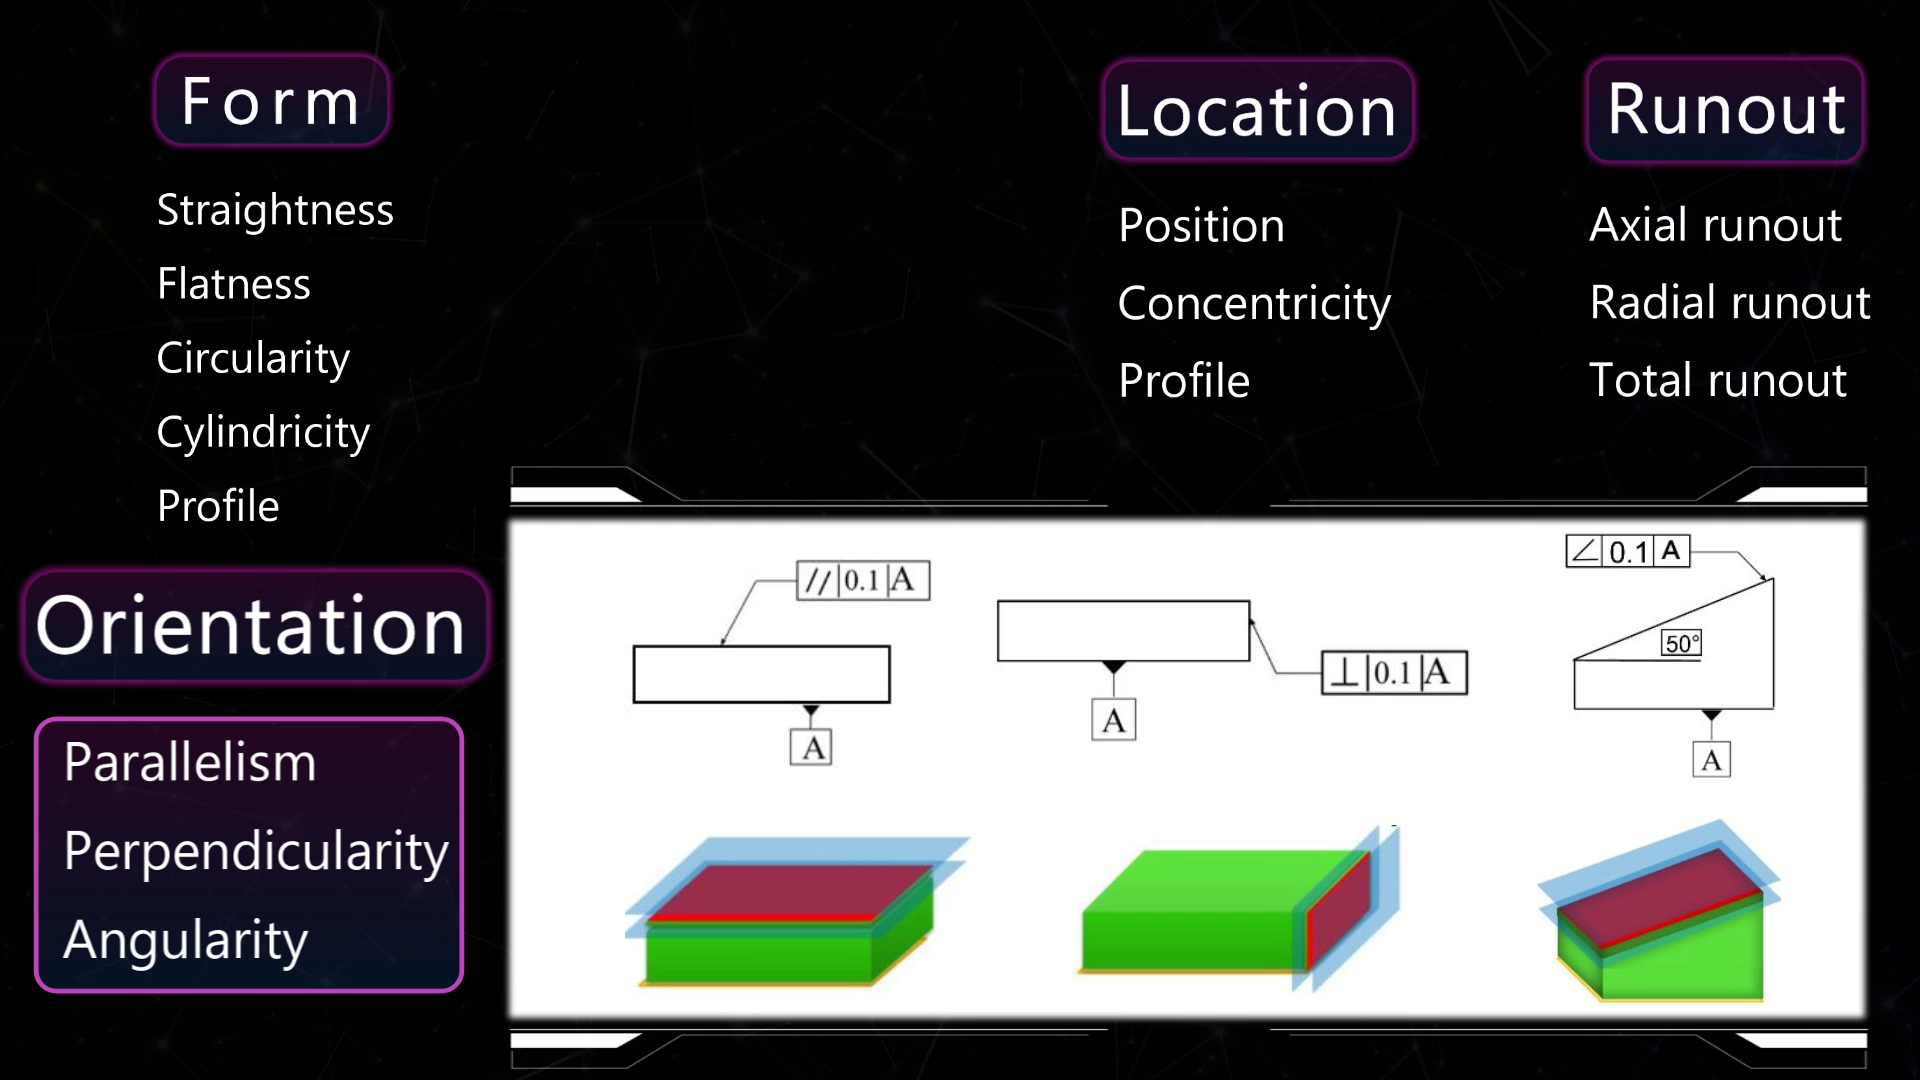 Form
Straightness
Flatness
Circularity
Cylindricity
Profile
Location
Position
Concentricity
Profile
Runout
Axial runout
Radial runout
Total runout
Orientation
Parallelism
Perpendicularity
Angularity
// 0.1 A
A
⊥ 0.1 A
A
∠ 0.1 A
50°
A